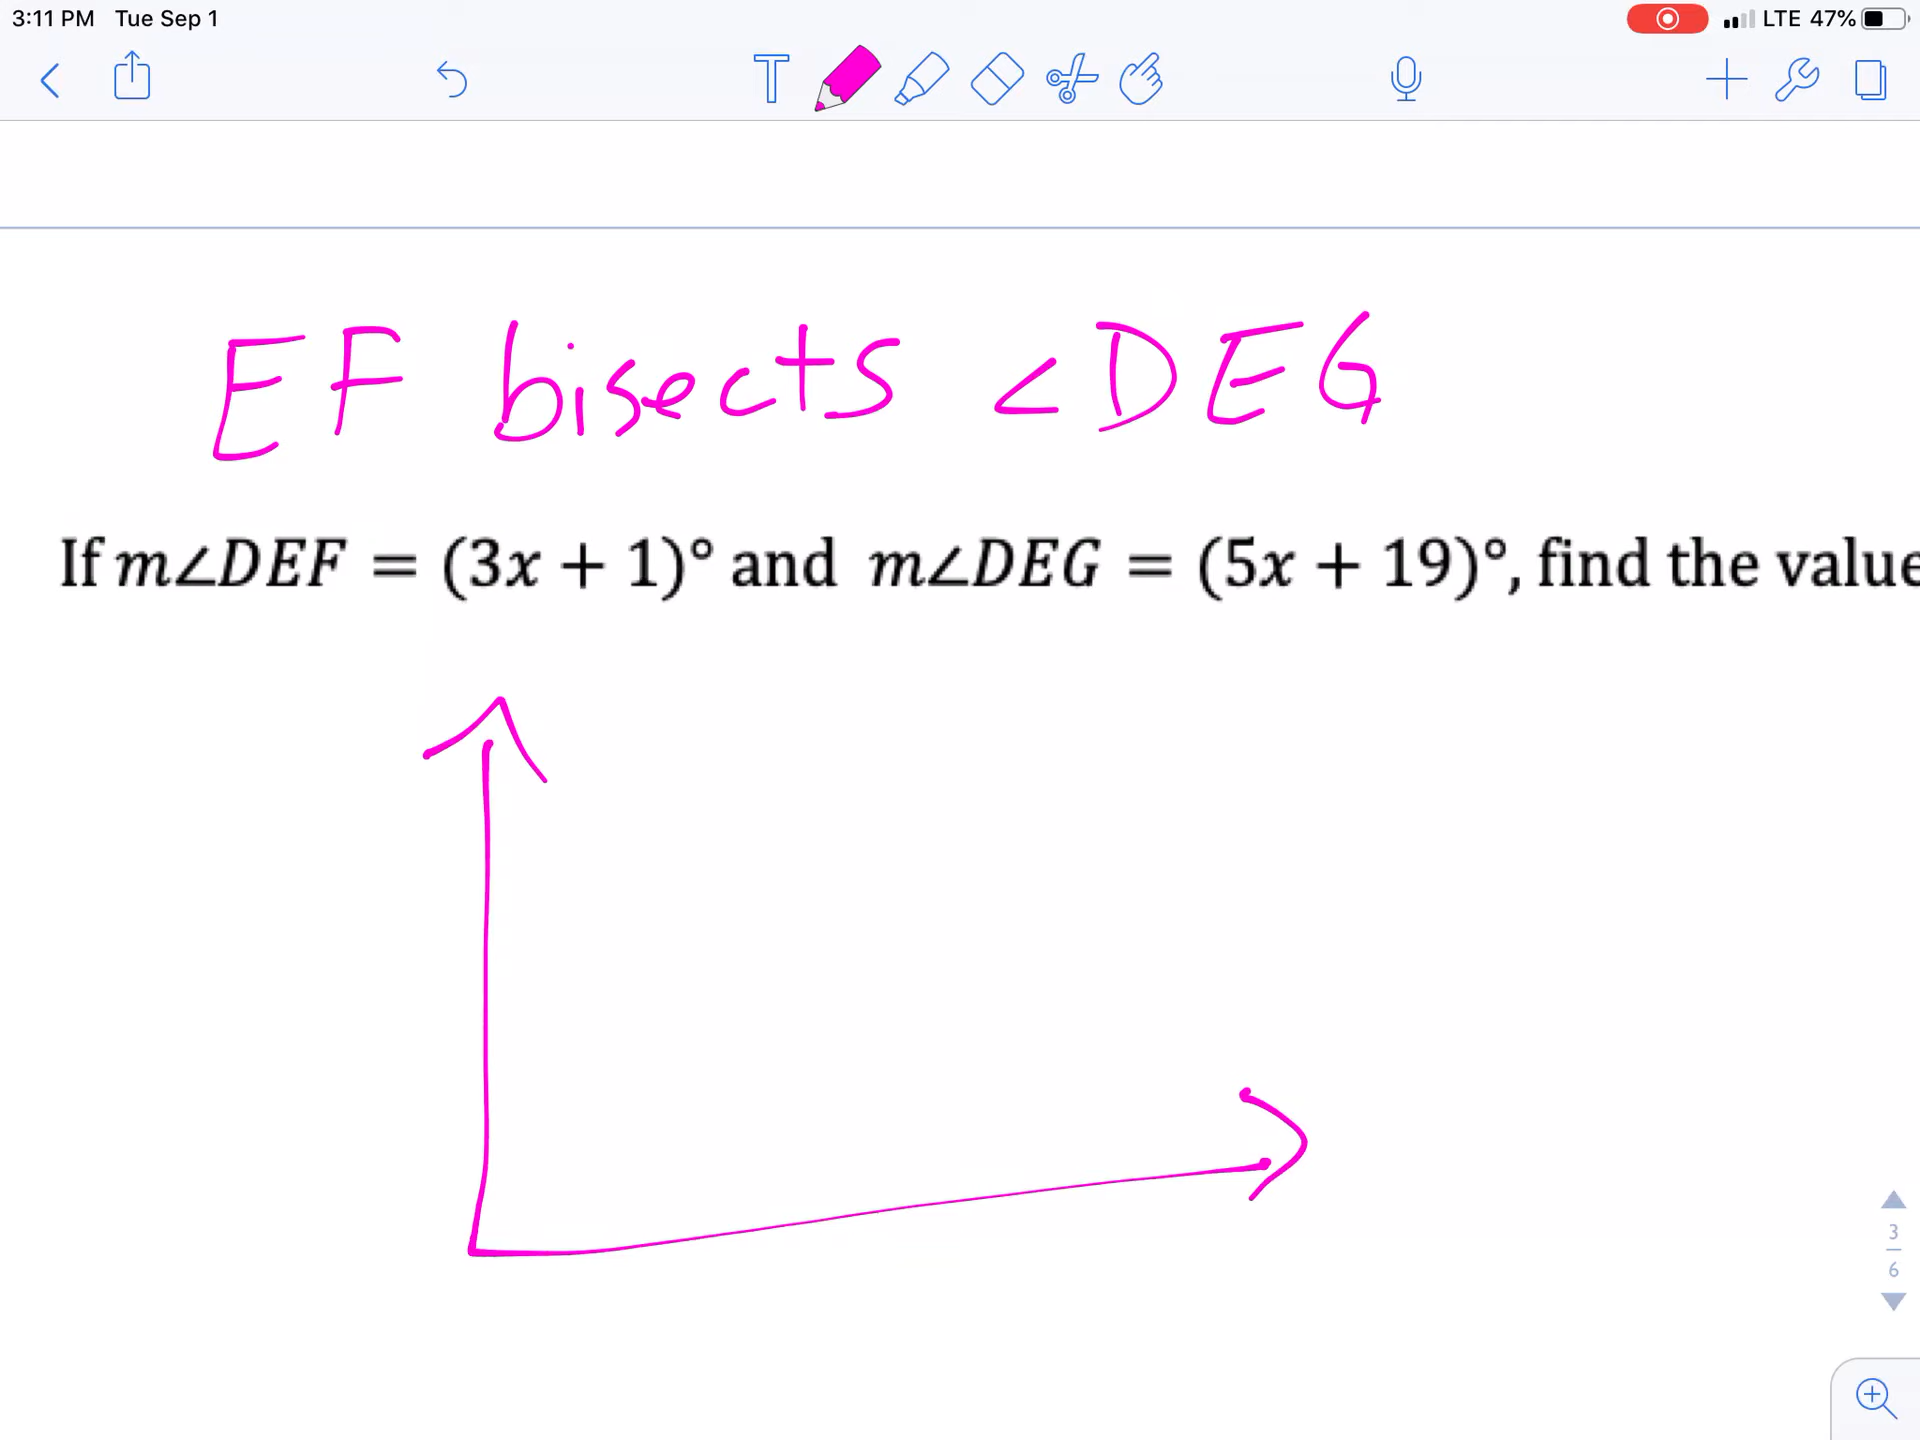 3:11 PM Tue Sep 1 LTE 47%
T
EF bisects <DEG
If m∠DEF = (3x + 1)° and m∠DEG = (5x + 19)°, find the value
3
6